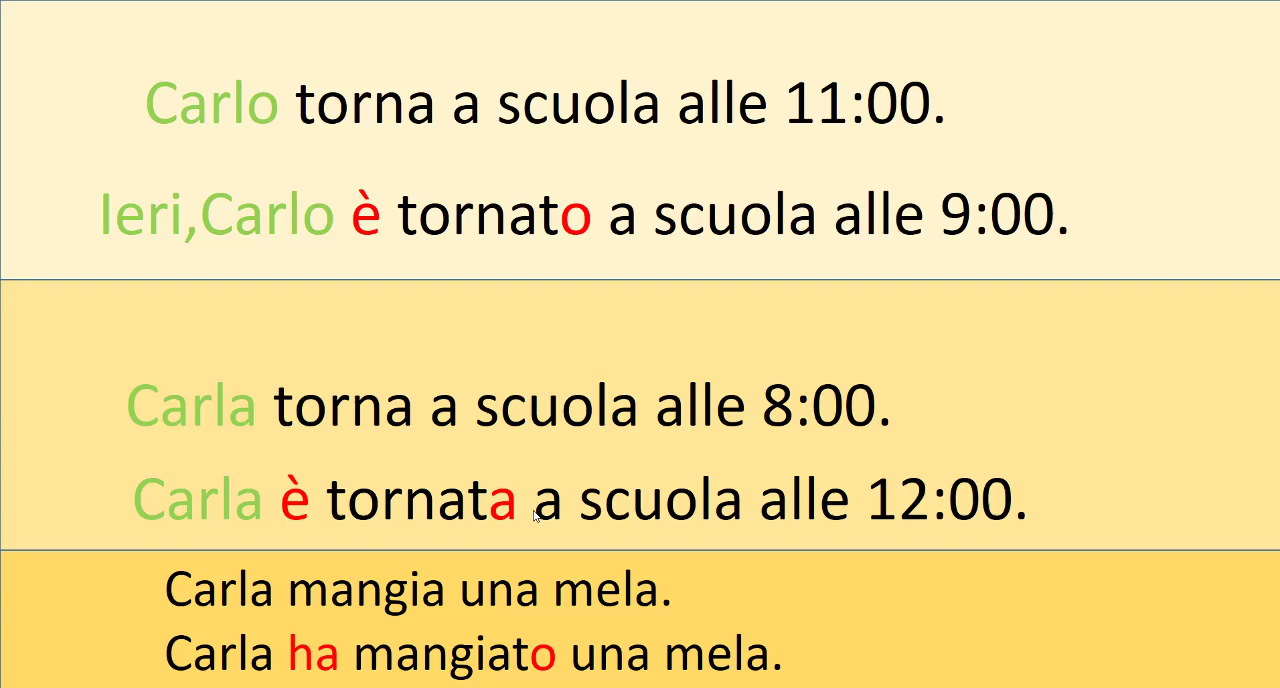 Carlo torna a scuola alle 11:00.
Ieri,Carlo è tornato a scuola alle 9:00.
Carla torna a scuola alle 8:00.
Carla è tornata a scuola alle 12:00.
Carla mangia una mela.
Carla ha mangiato una mela.